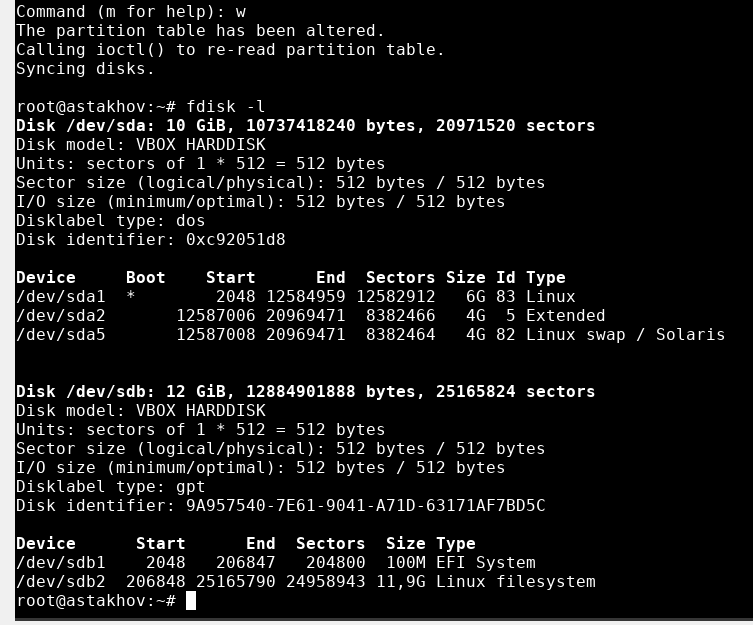 Command (m for help): w
The partition table has been altered.
Calling ioctl() to re-read partition table.
Syncing disks.
root@astakhov:~# fdisk -l
Disk /dev/sda: 10 GiB, 10737418240 bytes, 20971520 sectors
Disk model: VBOX HARDDISK
Units: sectors of 1 * 512 = 512 bytes
Sector size (logical/physical): 512 bytes / 512 bytes
I/O size (minimum/optimal): 512 bytes / 512 bytes
Disklabel type: dos
Disk identifier: 0xc92051d8
Device     Boot    Start      End  Sectors Size Id Type
/dev/sda1  *        2048 12584959 12582912   6G 83 Linux
/dev/sda2       12587006 20969471  8382466   4G  5 Extended
/dev/sda5       12587008 20969471  8382464   4G 82 Linux swap / Solaris
Disk /dev/sdb: 12 GiB, 12884901888 bytes, 25165824 sectors
Disk model: VBOX HARDDISK
Units: sectors of 1 * 512 = 512 bytes
Sector size (logical/physical): 512 bytes / 512 bytes
I/O size (minimum/optimal): 512 bytes / 512 bytes
Disklabel type: gpt
Disk identifier: 9A957540-7E61-9041-A71D-63171AF7BD5C
Device      Start      End  Sectors  Size Type
/dev/sdb1    2048   206847   204800  100M EFI System
/dev/sdb2  206848 25165790 24958943 11,9G Linux filesystem
root@astakhov:~#